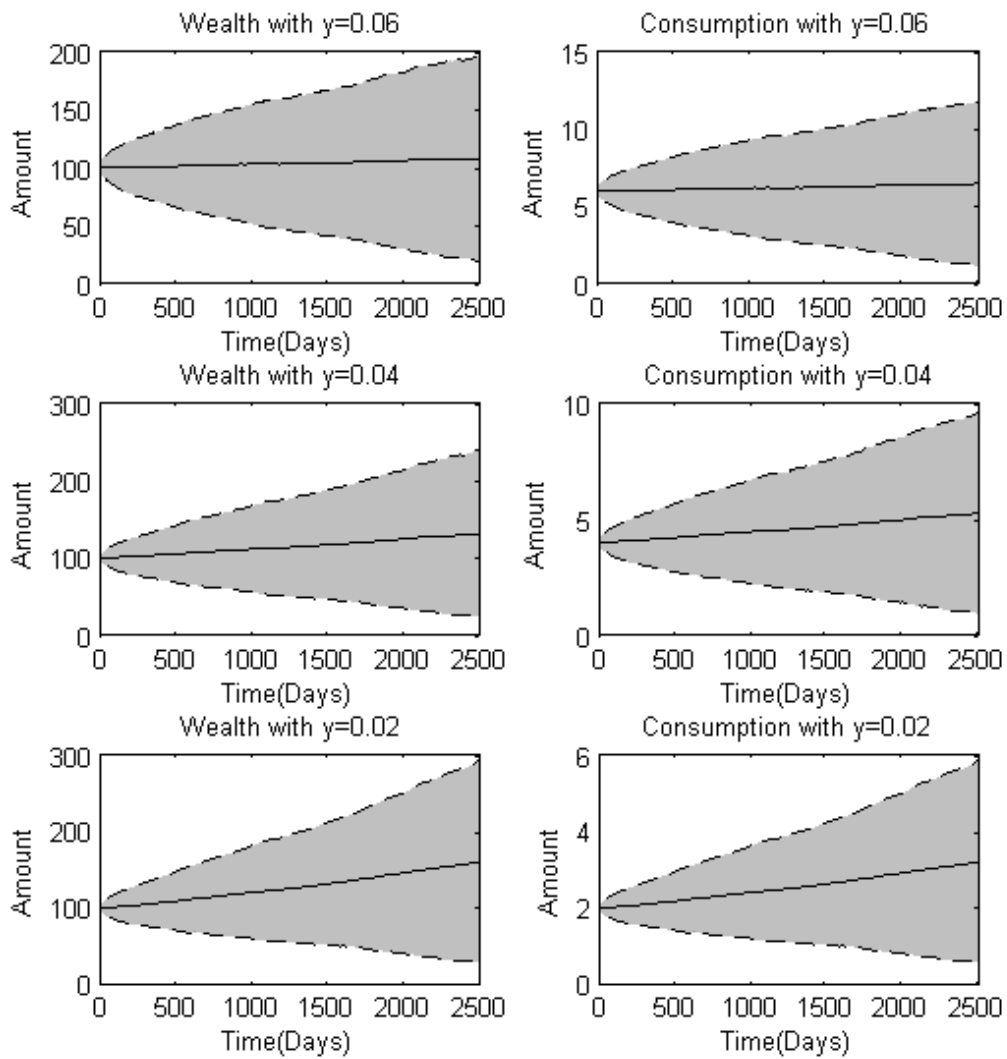 Wealth with y=0.06
Amount
200
150
100
50
0
0 500 1000 1500 2000 2500
Time(Days)
Consumption with y=0.06
Amount
15
10
5
0
0 500 1000 1500 2000 2500
Time(Days)
Wealth with y=0.04
Amount
300
200
100
0
0 500 1000 1500 2000 2500
Time(Days)
Consumption with y=0.04
Amount
10
5
0
0 500 1000 1500 2000 2500
Time(Days)
Wealth with y=0.02
Amount
300
200
100
0
0 500 1000 1500 2000 2500
Time(Days)
Consumption with y=0.02
Amount
6
4
2
0
0 500 1000 1500 2000 2500
Time(Days)